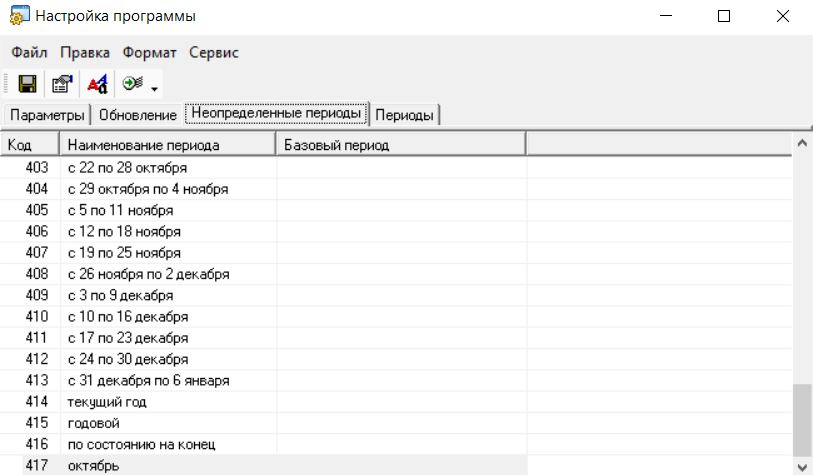 Настройка программы
Файл Правка Формат Сервис
Параметры Обновление Неопределенные периоды Периоды
Код Наименование периода Базовый период
403 с 22 по 28 октября
404 с 29 октября по 4 ноября
405 с 5 по 11 ноября
406 с 12 по 18 ноября
407 с 19 по 25 ноября
408 с 26 ноября по 2 декабря
409 с 3 по 9 декабря
410 с 10 по 16 декабря
411 с 17 по 23 декабря
412 с 24 по 30 декабря
413 с 31 декабря по 6 января
414 текущий год
415 годовой
416 по состоянию на конец
417 октябрь